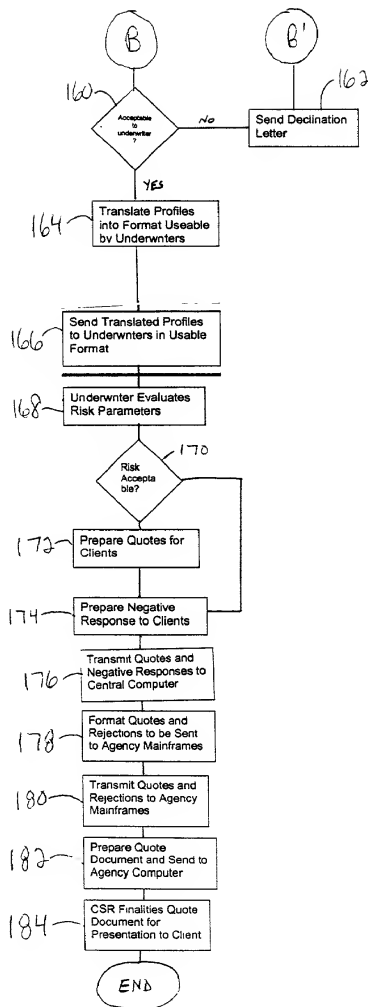 B
B'
160
Acceptable
to
underwriter
?
NO
162
Send Declination
Letter
YES
164
Translate Profiles
into Format Useable
by Underwnters
166
Send Translated Profiles
to Underwnters in Usable
Format
168
Underwnter Evaluates
Risk Parameters
170
Risk
Accepta
ble?
172
Prepare Quotes for
Clients
174
Prepare Negative
Response to Clients
176
Transmit Quotes and
Negative Responses to
Central Computer
178
Format Quotes and
Rejections to be Sent
to Agency Mainframes
180
Transmit Quotes and
Rejections to Agency
Mainframes
182
Prepare Quote
Document and Send to
Agency Computer
184
CSR Finalities Quote
Document for
Presentation to Client
END